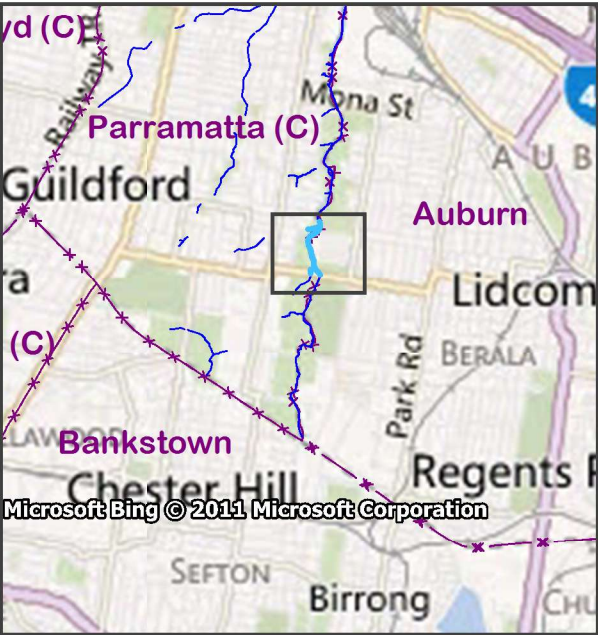 yd (C)
4
Railway
Mona St
Parramatta (C)
A U B
Guildford
Auburn
ra
Lidcom
(C)
Park Rd
BERALA
Bankstown
Chester Hill
Regents
Microsoft Bing © 2011 Microsoft Corporation
SEFTON
Birrong
CHU